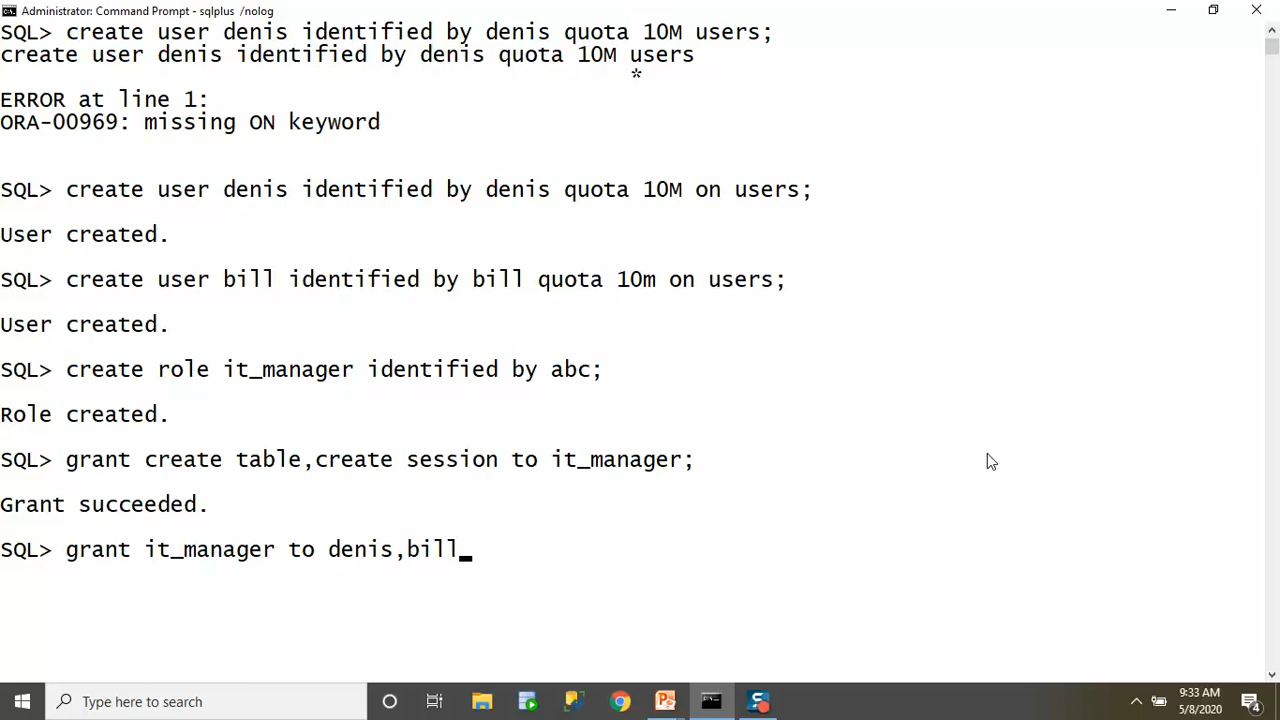 Administrator: Command Prompt - sqlplus /nolog
SQL> create user denis identified by denis quota 10M users;
create user denis identified by denis quota 10M users
*
ERROR at line 1:
ORA-00969: missing ON keyword
SQL> create user denis identified by denis quota 10M on users;
User created.
SQL> create user bill identified by bill quota 10m on users;
User created.
SQL> create role it_manager identified by abc;
Role created.
SQL> grant create table,create session to it_manager;
Grant succeeded.
SQL> grant it_manager to denis,bill_
Type here to search
9:33 AM
5/8/2020
4